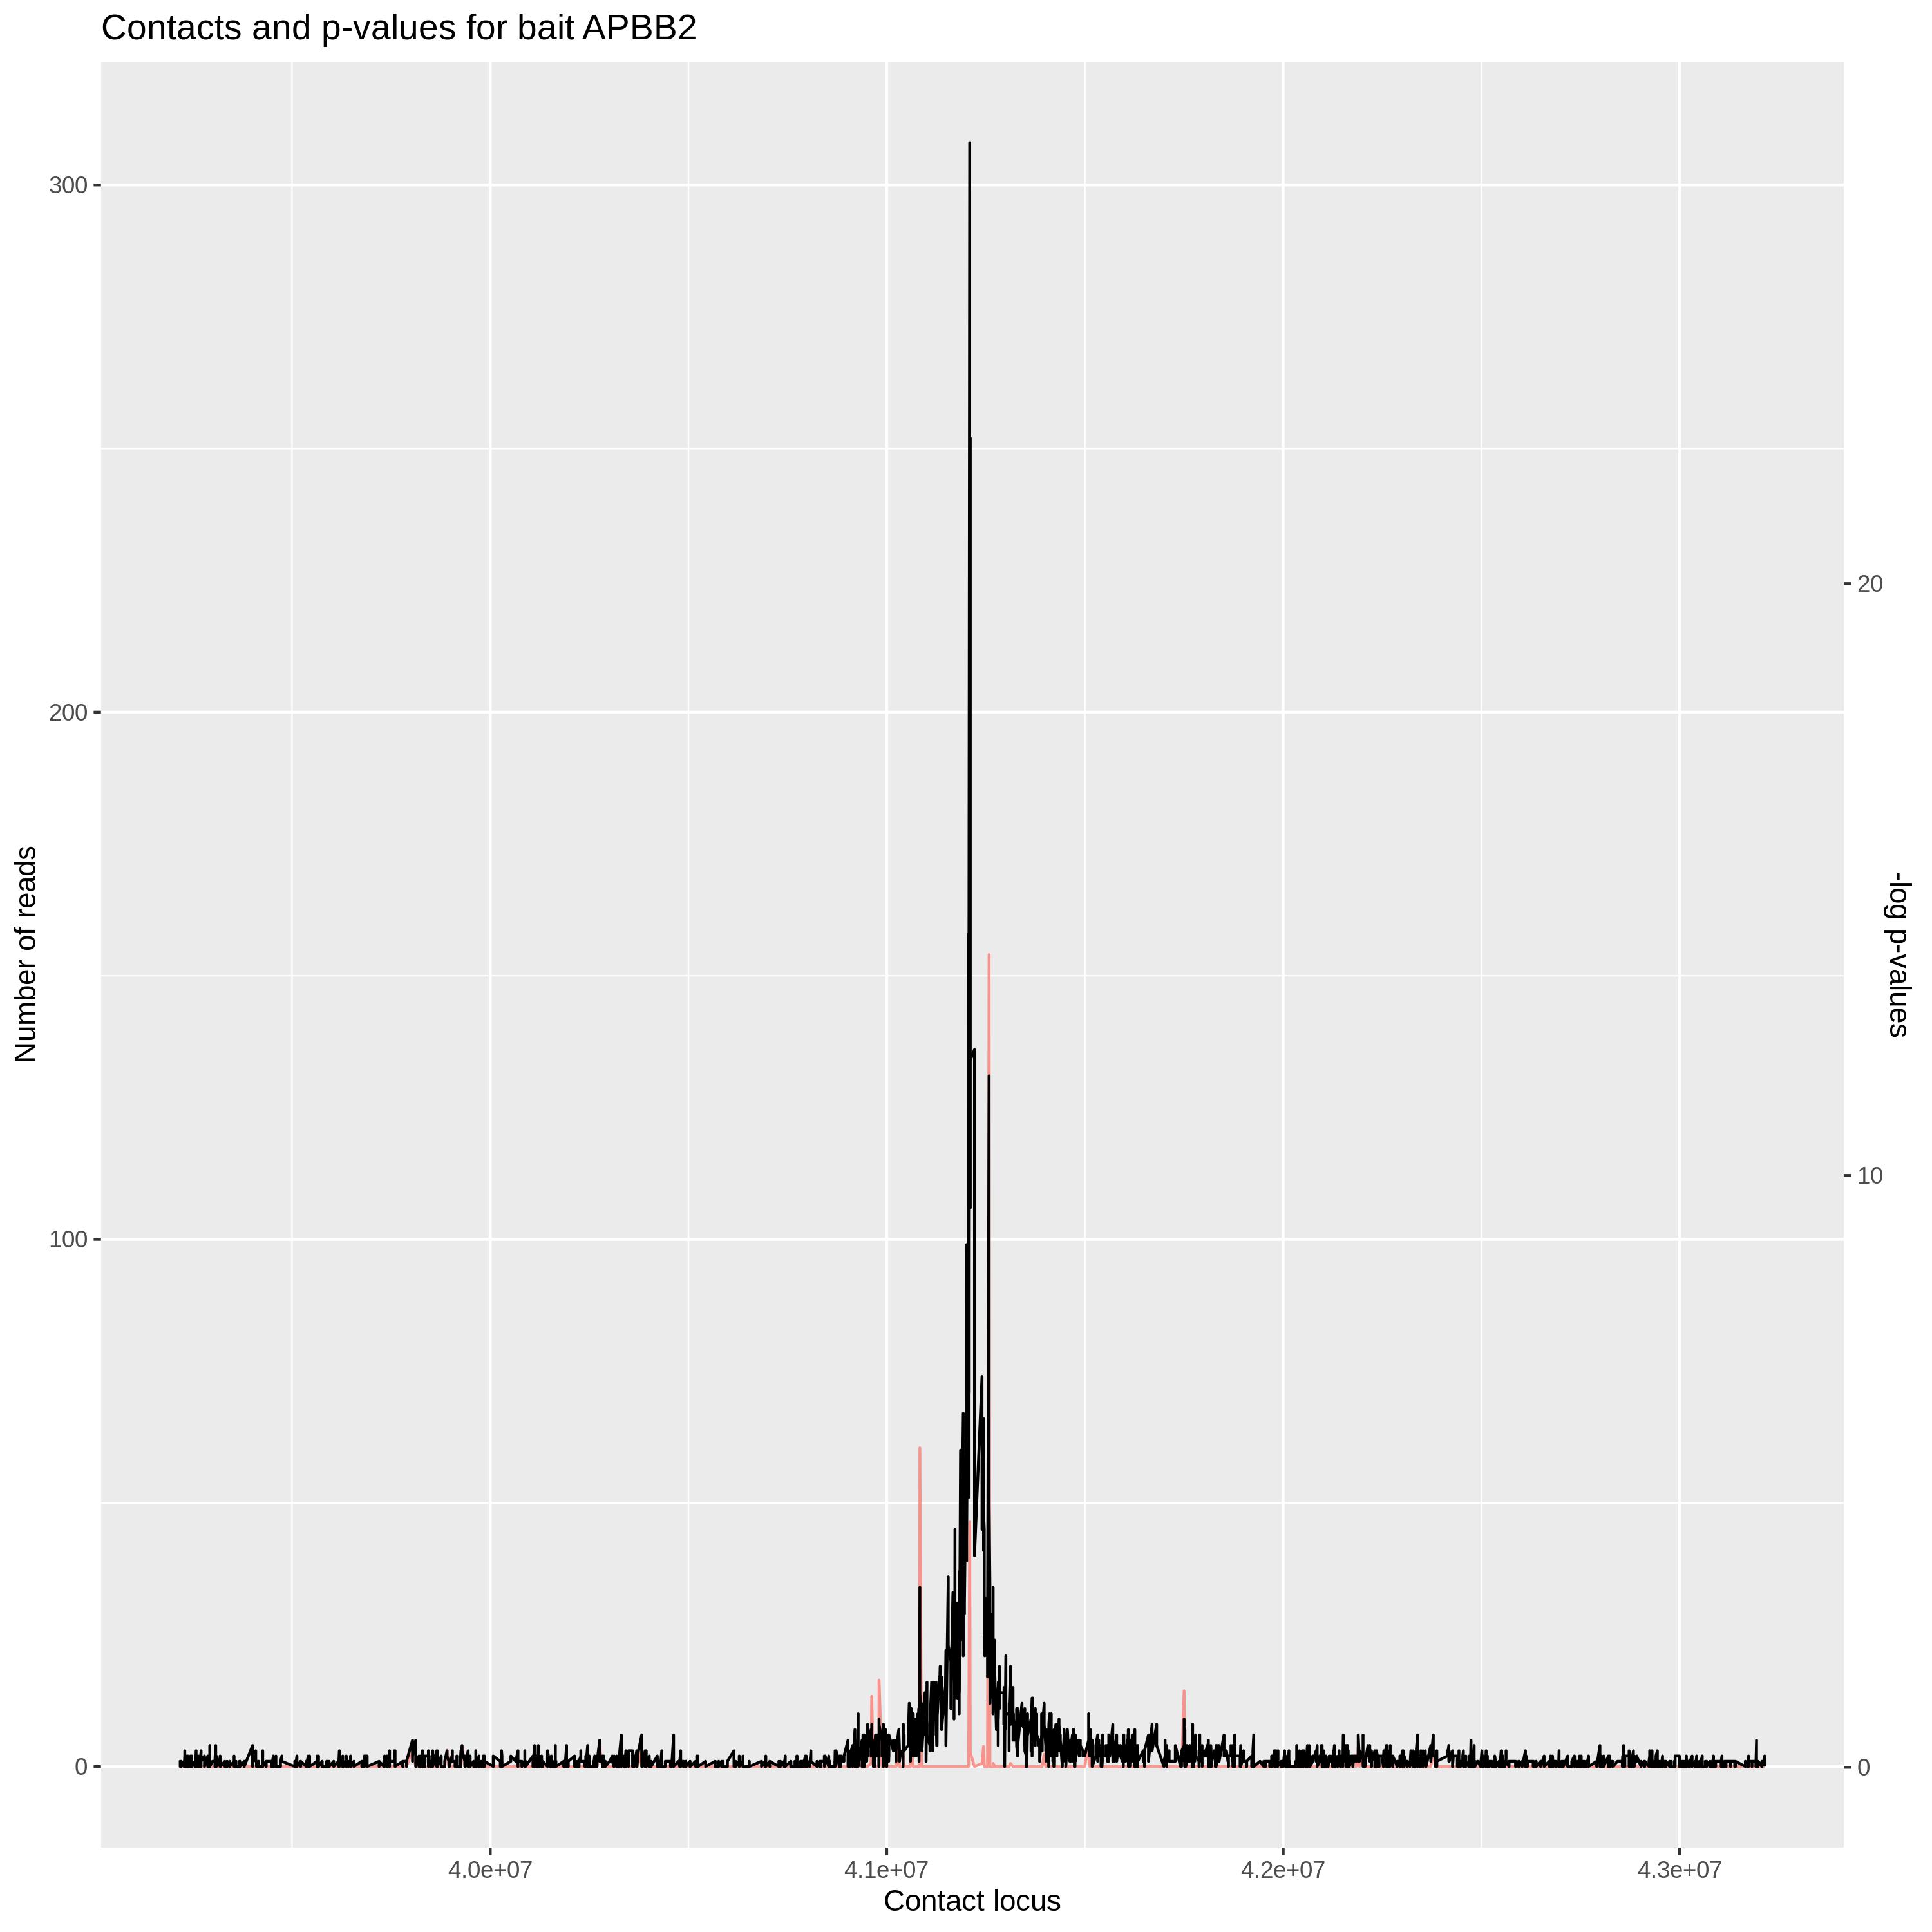 Contacts and p-values for bait APBB2
300
200
100
0
Number of reads
20
10
0
-log p-values
4.0e+07
4.1e+07
4.2e+07
4.3e+07
Contact locus